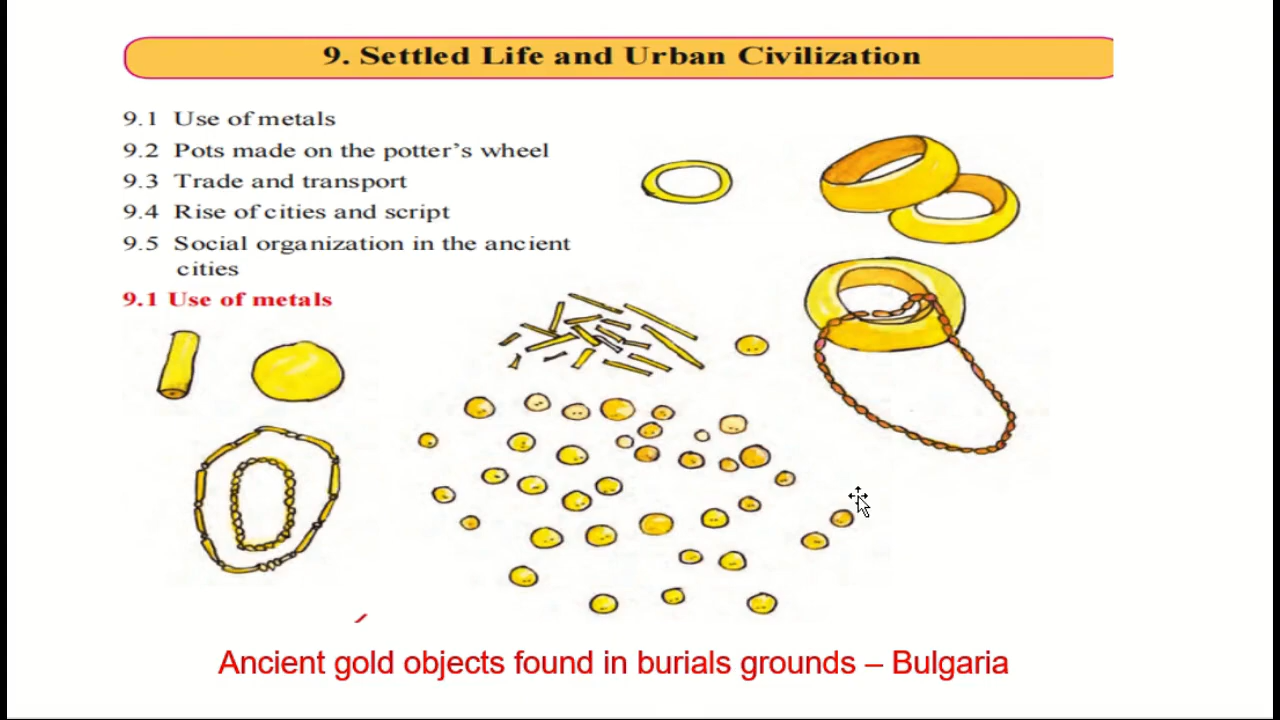 9. Settled Life and Urban Civilization
9.1 Use of metals
9.2 Pots made on the potter's wheel
9.3 Trade and transport
9.4 Rise of cities and script
9.5 Social organization in the ancient
cities
9.1 Use of metals
Ancient gold objects found in burials grounds – Bulgaria